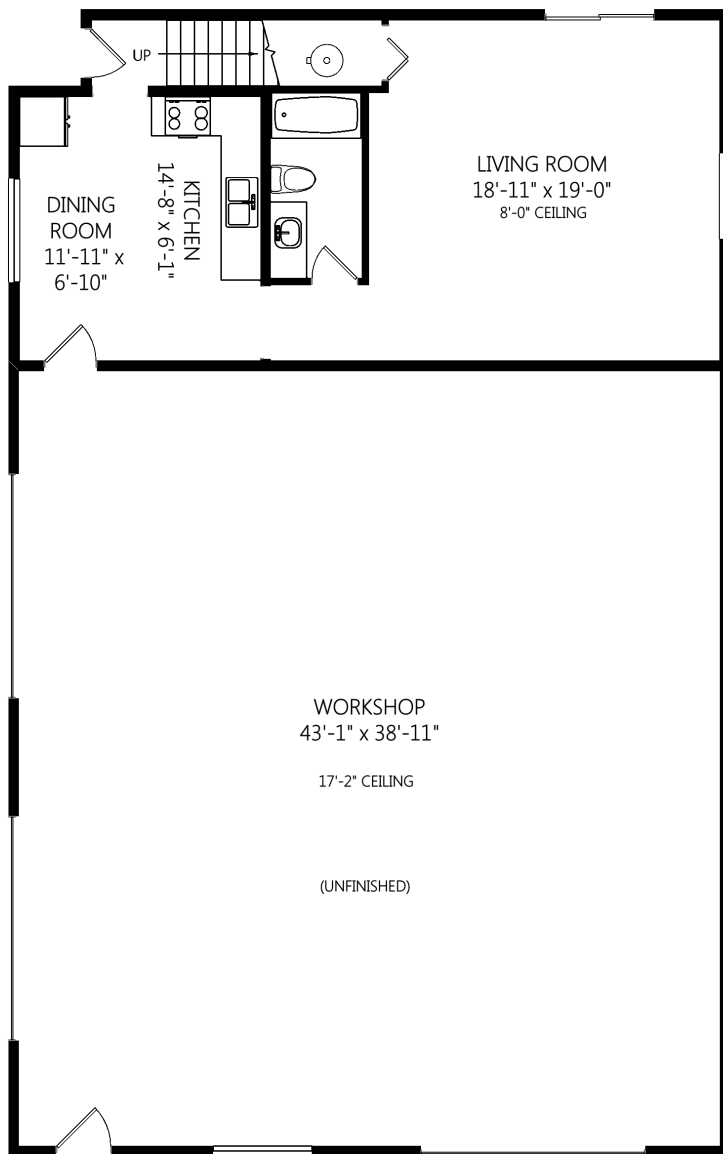 UP
LIVING ROOM
18'-11" x 19'-0"
8'-0" CEILING
DINING
ROOM
11'-11" x
6'-10"
KITCHEN
14'-8" x 6'-1"
WORKSHOP
43'-1" x 38'-11"
17'-2" CEILING
(UNFINISHED)